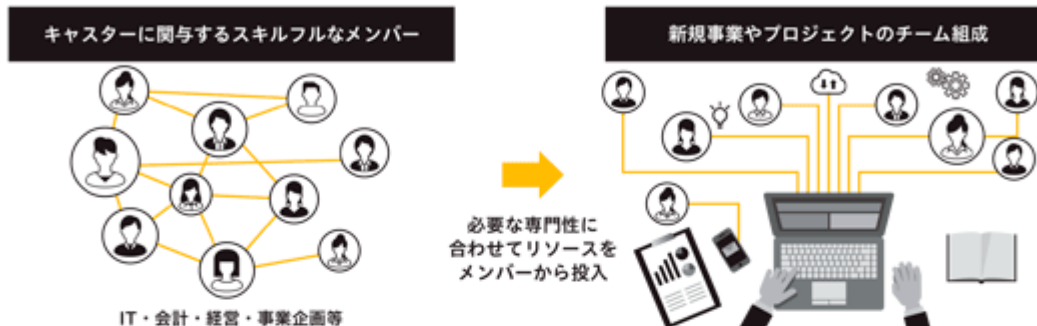 キャスターに関与するスキルフルなメンバー
新規事業やプロジェクトのチーム組成
必要な専門性に
合わせてリソースを
メンバーから投入
IT・会計・経営・事業企画等